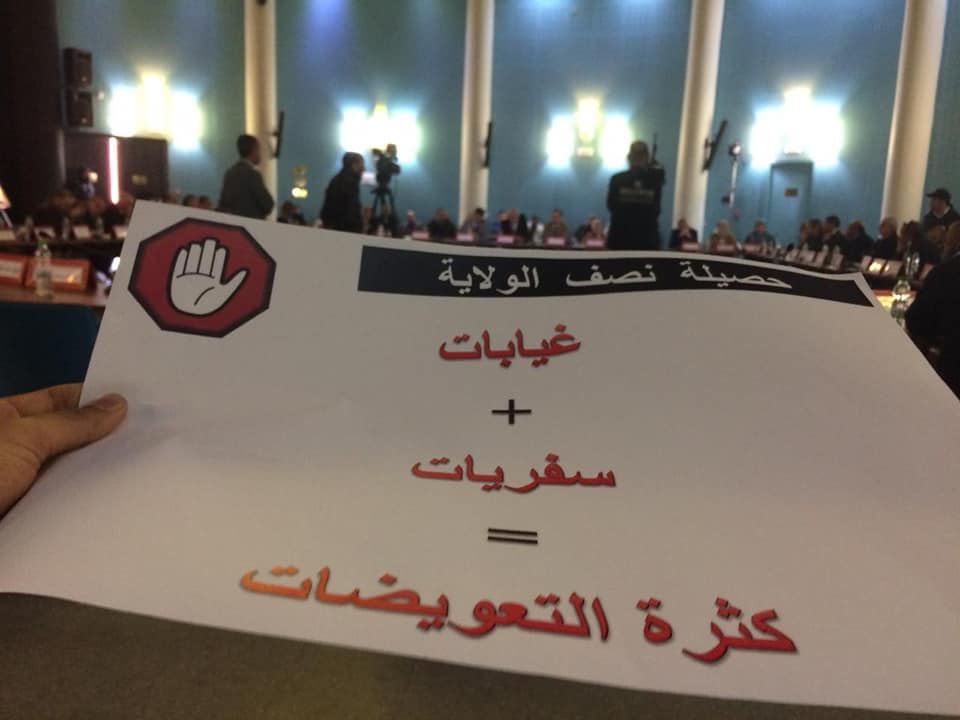 حصيلة نصف الولاية
غيابات
+
سفريات
=
كثرة التعويضات